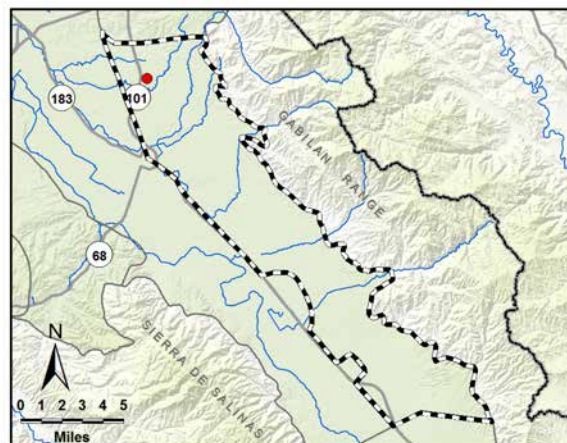 183
101
GABILAN RANGE
68
SIERRA DE SALINAS
N
0 1 2 3 4 5
Miles